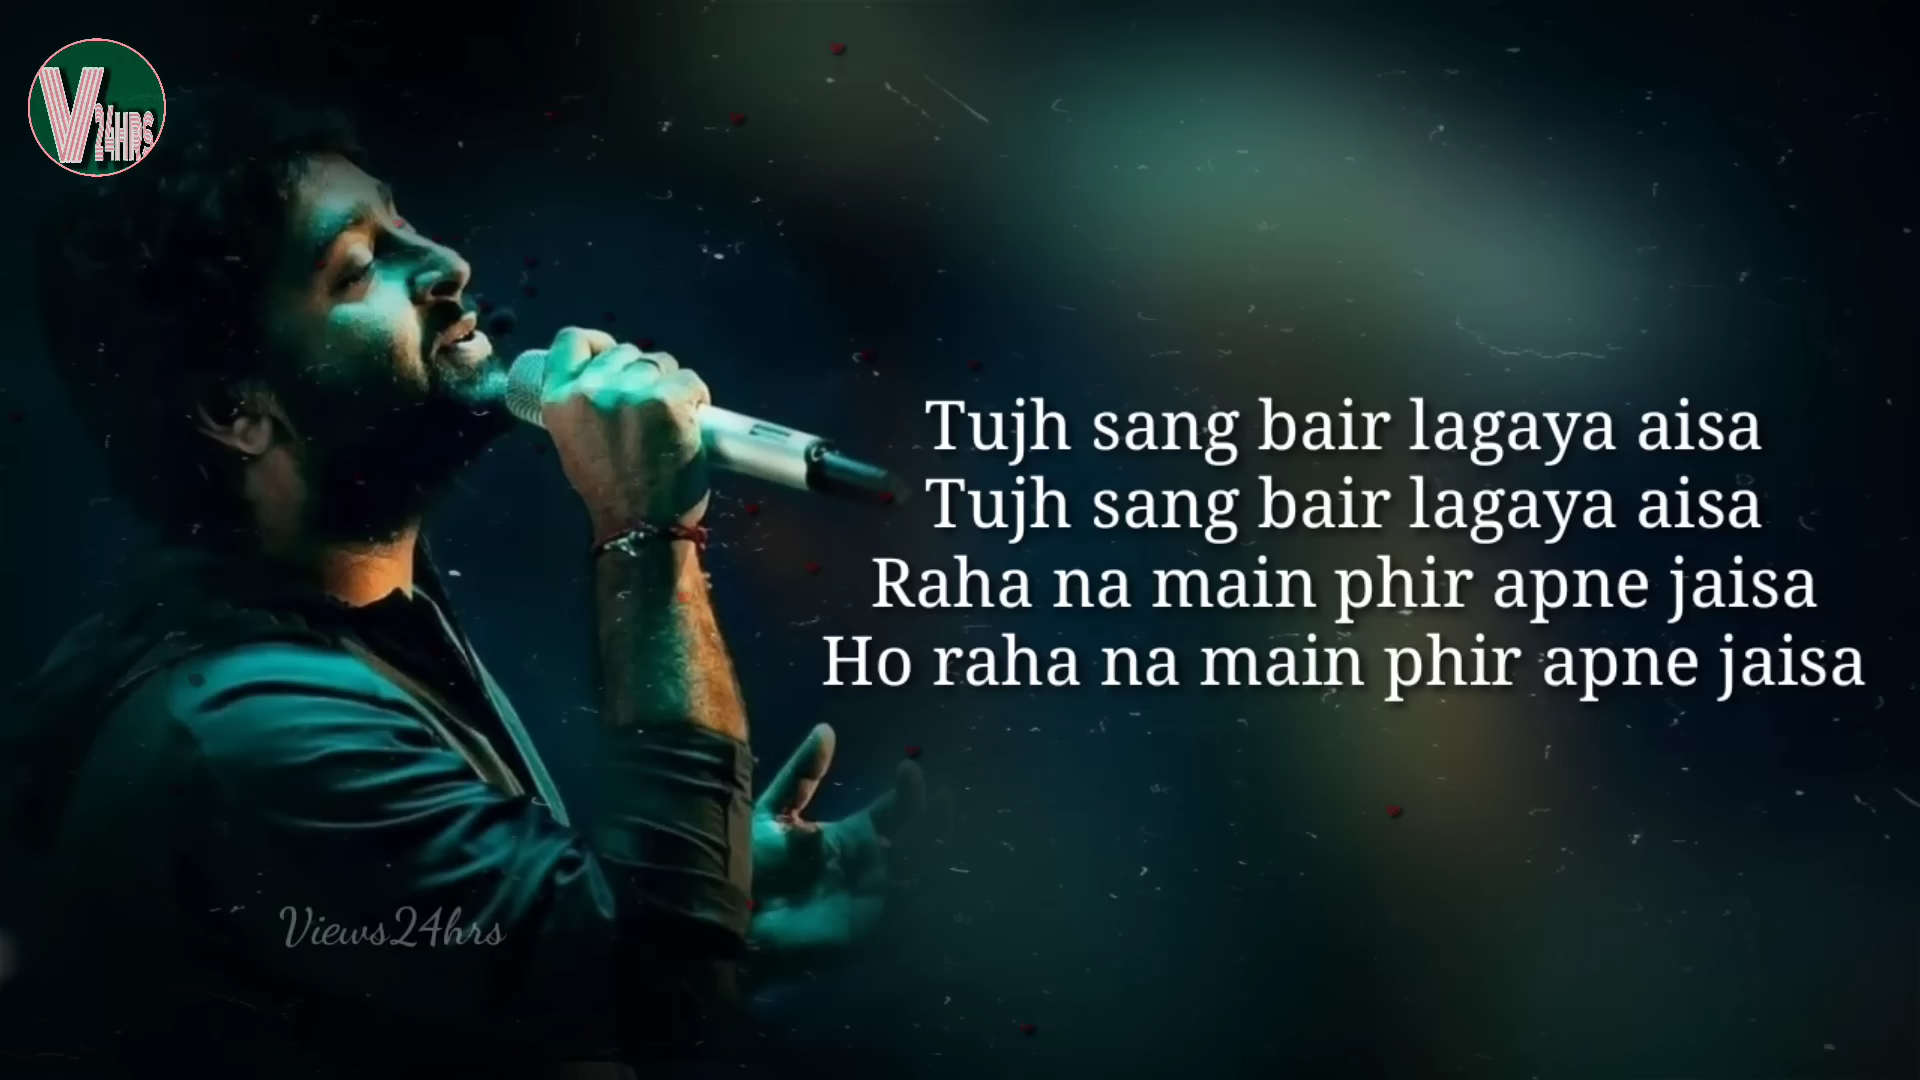 V24HRS
Tujh sang bair lagaya aisa
Tujh sang bair lagaya aisa
Raha na main phir apne jaisa
Ho raha na main phir apne jaisa
Views24hrs